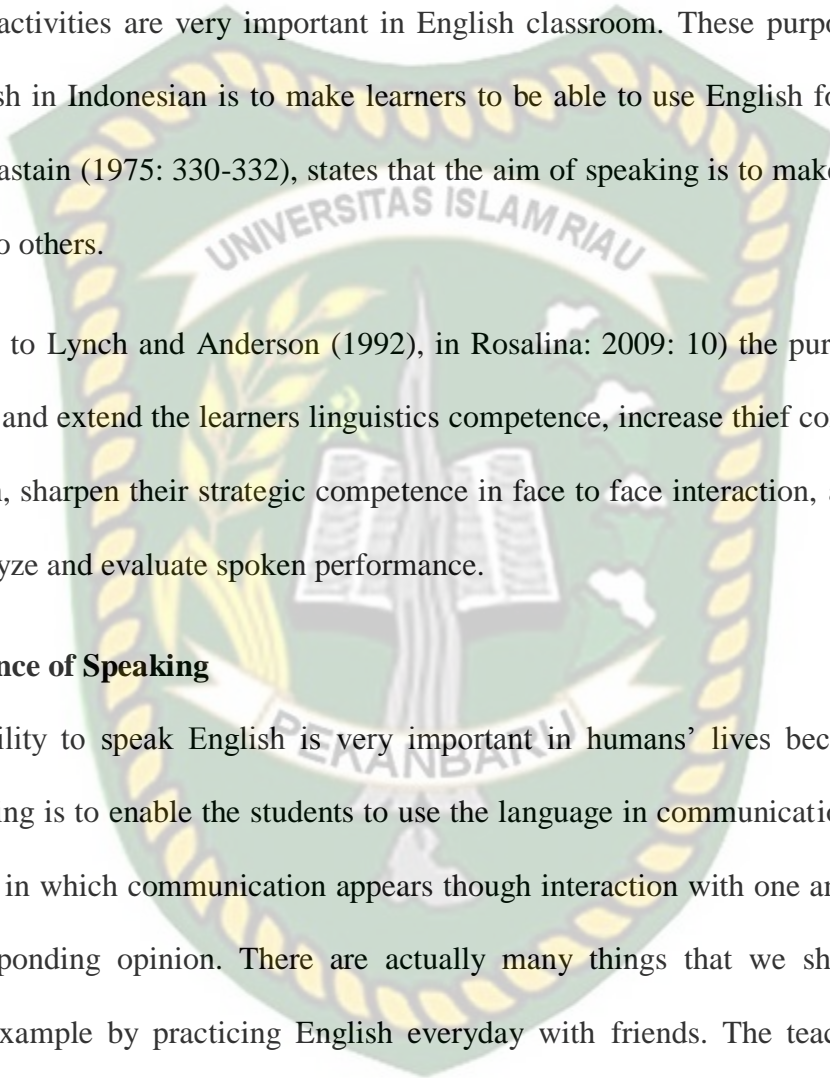 activities are very important in English classroom. These purpo
sh in Indonesian is to make learners to be able to use English fo
astain (1975: 330-332), states that the aim of speaking is to make
o others.
UNIVERSITAS ISLAM RIAU
to Lynch and Anderson (1992), in Rosalina: 2009: 10) the pur
and extend the learners linguistics competence, increase thief co
, sharpen their strategic competence in face to face interaction,
yze and evaluate spoken performance.
nce of Speaking
PEKANBARU
ility to speak English is very important in humans’ lives bec
ing is to enable the students to use the language in communicatio
in which communication appears though interaction with one a
ponding opinion. There are actually many things that we sh
xample by practicing English everyday with friends. The teac